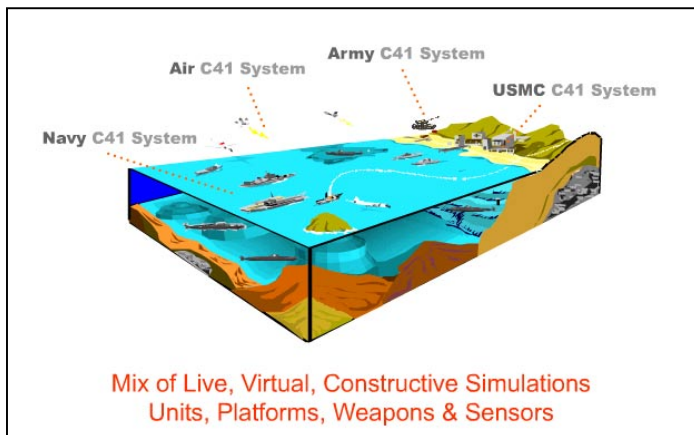 Army C41 System
Air C41 System
USMC C41 System
Navy C41 System
Mix of Live, Virtual, Constructive Simulations
Units, Platforms, Weapons & Sensors